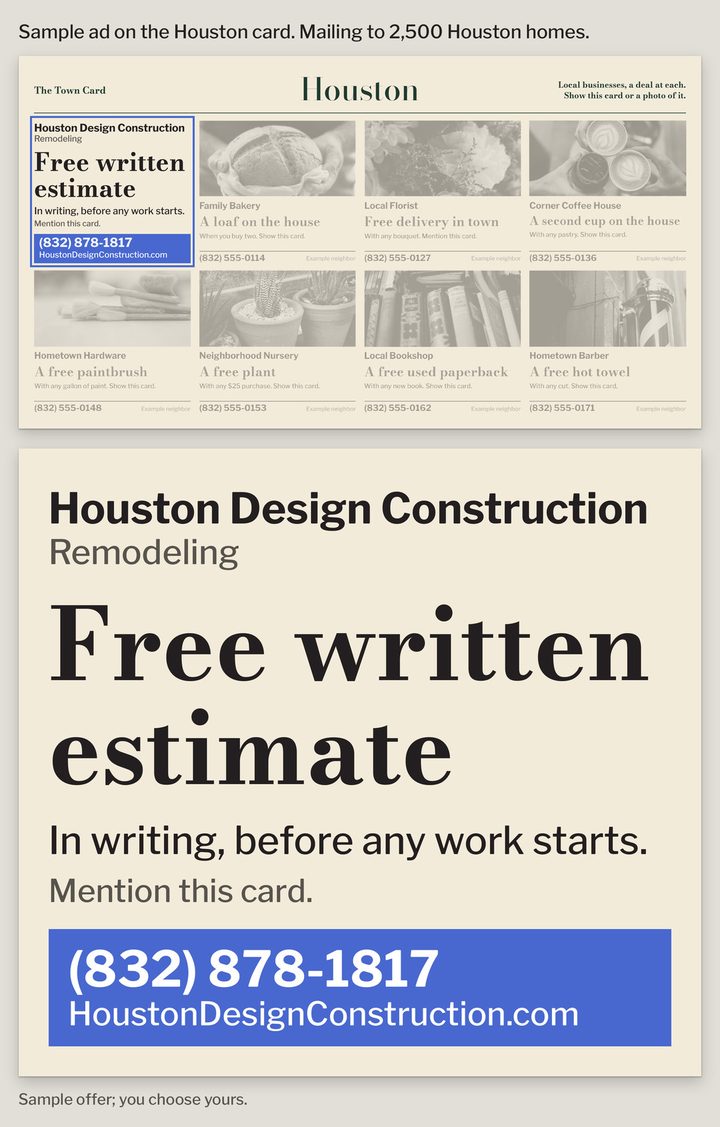 Sample ad on the Houston card. Mailing to 2,500 Houston homes.
The Town Card
Houston
Local businesses, a deal at each.
Show this card or a photo of it.
Houston Design Construction
Remodeling
Free written
estimate
In writing, before any work starts.
Mention this card.
(832) 878-1817
HoustonDesignConstruction.com
Family Bakery
A loaf on the house
When you buy two. Show this card.
(832) 555-0114
Example neighbor
Local Florist
Free delivery in town
With any bouquet. Mention this card.
(832) 555-0127
Example neighbor
Corner Coffee House
A second cup on the house
With any pastry. Show this card.
(832) 555-0136
Example neighbor
Hometown Hardware
A free paintbrush
With any gallon of paint. Show this card.
(832) 555-0148
Example neighbor
Neighborhood Nursery
A free plant
With any $25 purchase. Show this card.
(832) 555-0153
Example neighbor
Local Bookshop
A free used paperback
With any new book. Show this card.
(832) 555-0162
Example neighbor
Hometown Barber
A free hot towel
With any cut. Show this card.
(832) 555-0171
Example neighbor
Houston Design Construction
Remodeling
Free written
estimate
In writing, before any work starts.
Mention this card.
(832) 878-1817
HoustonDesignConstruction.com
Sample offer; you choose yours.